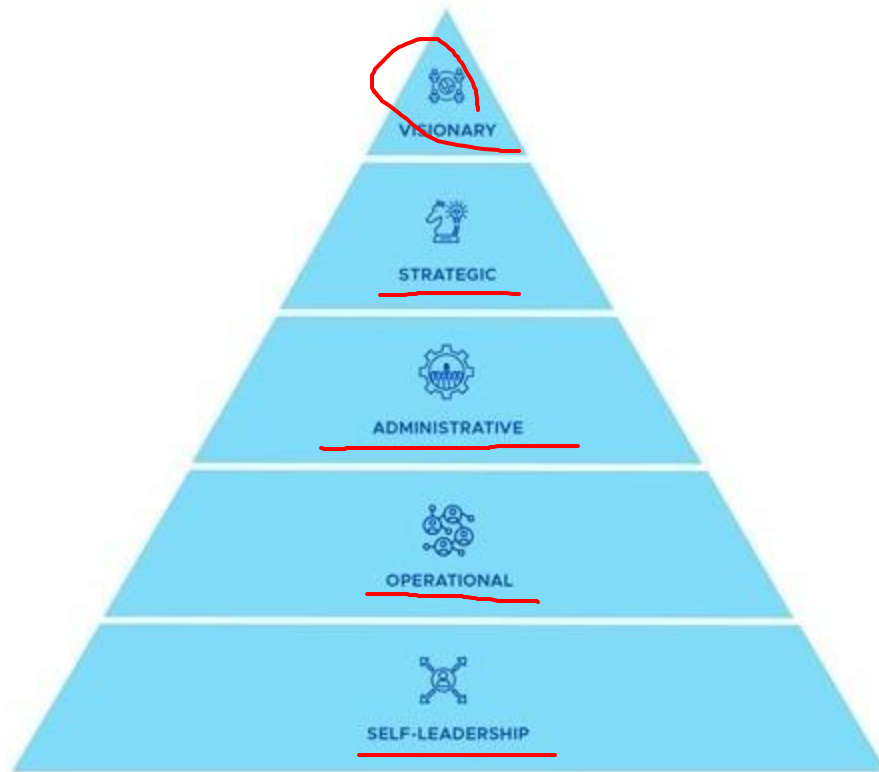 VISIONARY
STRATEGIC
ADMINISTRATIVE
OPERATIONAL
SELF-LEADERSHIP